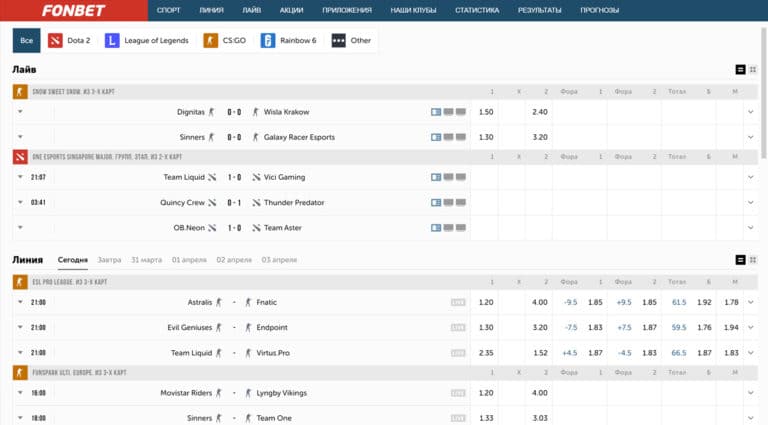 FONBET СПОРТ ЛИНИЯ ЛАЙВ АКЦИИ ПРИЛОЖЕНИЯ НАШИ КЛУБЫ СТАТИСТИКА РЕЗУЛЬТАТЫ ПРОГНОЗЫ
Все Dota 2 League of Legends CS:GO Rainbow 6 Other
Лайв
SNOW SWEET SNOW. ИЗ 3-Х КАРТ 1 X 2 Фора 1 Фора 2 Тотал Б М
Dignitas 0-0 Wisla Krakow 1.50 2.40
Sinners 0-0 Galaxy Racer Esports 1.30 3.20
ONE ESPORTS SINGAPORE MAJOR. ГРУПП. ЭТАП. ИЗ 2-Х КАРТ 1 X 2 Фора 1 Фора 2 Тотал Б М
21:07 Team Liquid 1-0 Vici Gaming
03:41 Quincy Crew 0-1 Thunder Predator
OB.Neon 1-0 Team Aster
Линия Сегодня Завтра 31 марта 01 апреля 02 апреля 03 апреля
ESL PRO LEAGUE. ИЗ 3-Х КАРТ 1 X 2 Фора 1 Фора 2 Тотал Б М
21:00 Astralis - Fnatic LIVE 1.20 4.00 -9.5 1.85 +9.5 1.85 61.5 1.92 1.78
21:00 Evil Geniuses - Endpoint LIVE 1.30 3.20 -7.5 1.83 +7.5 1.87 59.5 1.76 1.94
21:00 Team Liquid - Virtus.Pro LIVE 2.35 1.52 +4.5 1.87 -4.5 1.83 66.5 1.87 1.83
FUNSPARK ULTI. EUROPE. ИЗ 3-Х КАРТ 1 X 2 Фора 1 Фора 2 Тотал Б М
16:00 Movistar Riders - Lyngby Vikings LIVE 1.20 4.00
18:00 Sinners - Team One LIVE 1.33 3.03